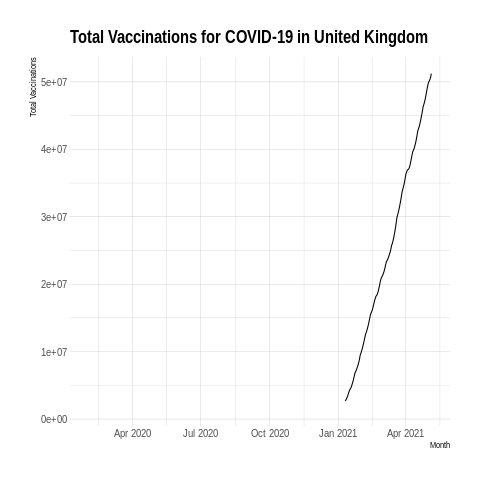 Total Vaccinations for COVID-19 in United Kingdom
Total Vaccinations
5e+07
4e+07
3e+07
2e+07
1e+07
0e+00
Apr 2020 Jul 2020 Oct 2020 Jan 2021 Apr 2021
Month